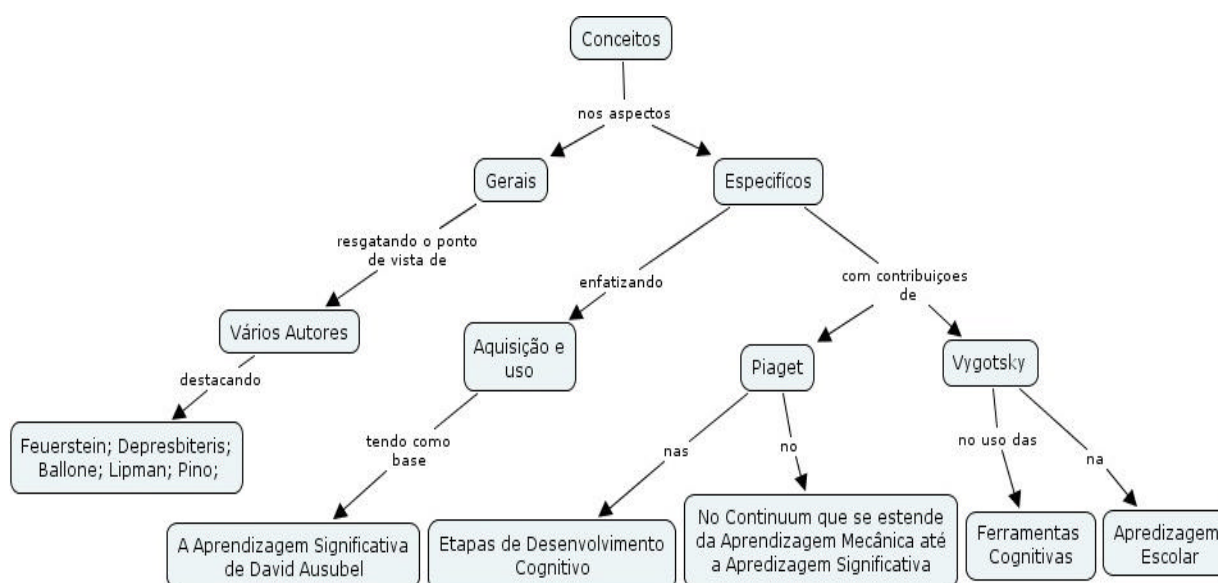 Conceitos
nos aspectos
Gerais
Especifícos
resgatando o ponto
de vista de
enfatizando
com contribuiçoes
de
Vários Autores
Aquisição e
uso
Piaget
Vygotsky
destacando
Feuerstein; Depresbiteris;
Ballone; Lipman; Pino;
tendo como
base
nas
no
no uso das
na
A Aprendizagem Significativa
de David Ausubel
Etapas de Desenvolvimento
Cognitivo
No Continuum que se estende
da Aprendizagem Mecânica até
a Apredizagem Significativa
Ferramentas
Cognitivas
Apredizagem
Escolar